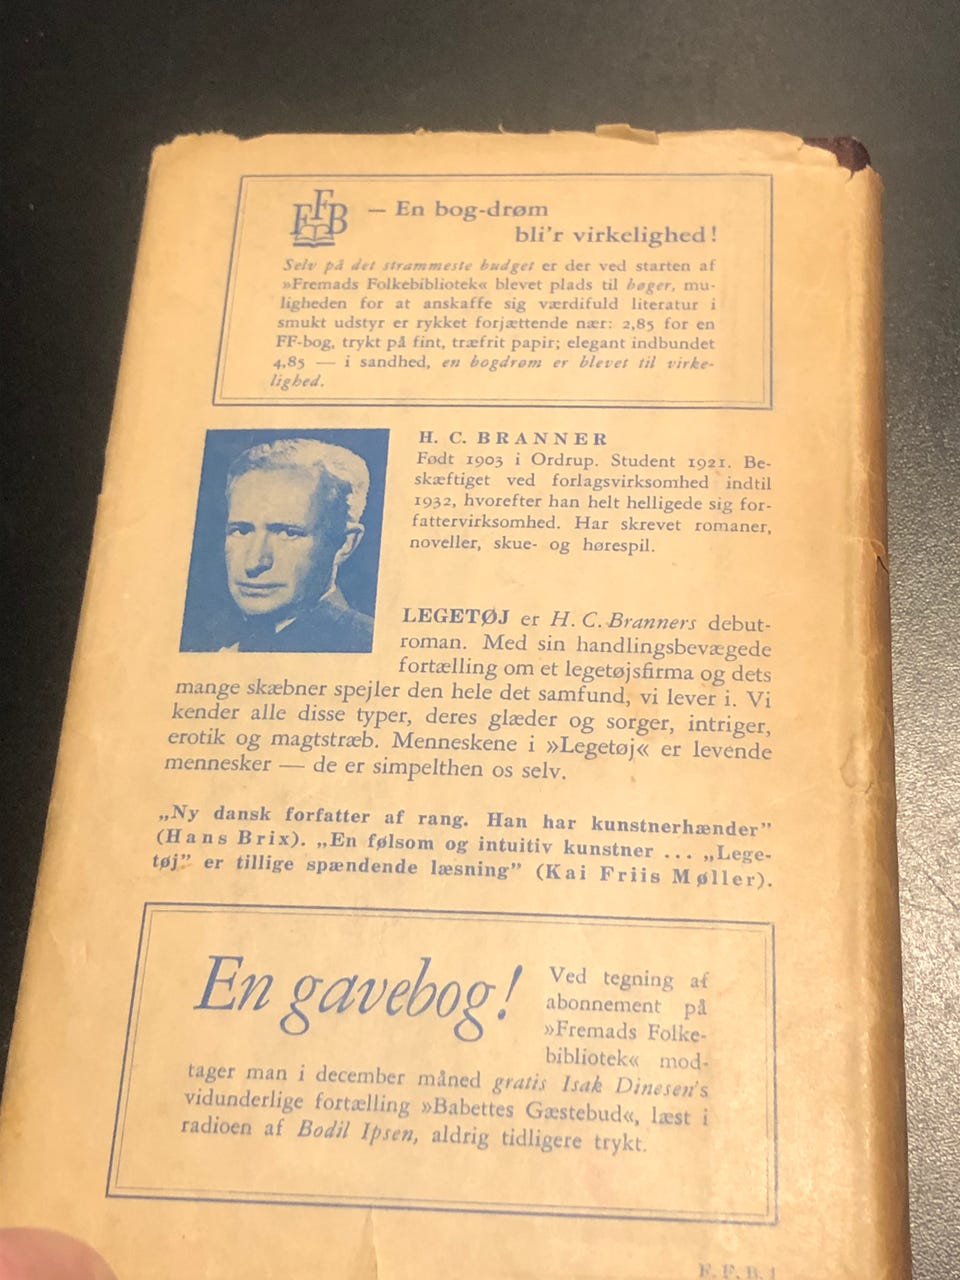 FFB — En bog-drøm
bli'r virkelighed!
Selv på det strammeste budget er der ved starten af
»Fremads Folkebibliotek« blevet plads til bøger, mu-
ligheden for at anskaffe sig værdifuld literatur i
smukt udstyr er rykket forjættende nær: 2,85 for en
FF-bog, trykt på fint, træfrit papir; elegant indbundet
4,85 — i sandhed, en bogdrøm er blevet til virke-
lighed.
H. C. BRANNER
Født 1903 i Ordrup. Student 1921. Be-
skæftiget ved forlagsvirksomhed indtil
1932, hvorefter han helt helligede sig for-
fattervirksomhed. Har skrevet romaner,
noveller, skue- og hørespil.
LEGETØJ er H. C. Branners debut-
roman. Med sin handlingsbevægede
fortælling om et legetøjsfirma og dets
mange skæbner spejler den hele det samfund, vi lever i. Vi
kender alle disse typer, deres glæder og sorger, intriger,
erotik og magtstræb. Menneskene i »Legetøj« er levende
mennesker — de er simpelthen os selv.
„Ny dansk forfatter af rang. Han har kunstnerhænder”
(Hans Brix). „En følsom og intuitiv kunstner ... „Lege-
tøj” er tillige spændende læsning” (Kai Friis Møller).
En gavebog!
Ved tegning af
abonnement på
»Fremads Folke-
bibliotek« mod-
tager man i december måned gratis Isak Dinesen's
vidunderlige fortælling »Babettes Gæstebud«, læst i
radioen af Bodil Ipsen, aldrig tidligere trykt.
F. F. B. 1